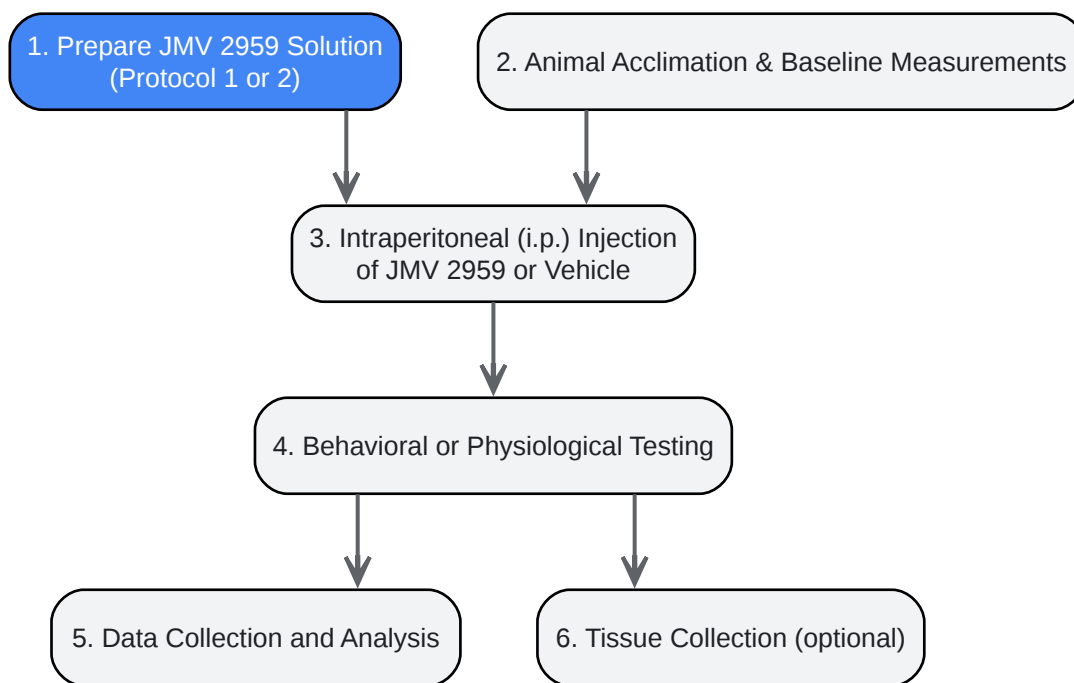 1. Prepare JMV 2959 Solution
(Protocol 1 or 2)
2. Animal Acclimation & Baseline Measurements
3. Intraperitoneal (i.p.) Injection
of JMV 2959 or Vehicle
4. Behavioral or Physiological Testing
5. Data Collection and Analysis
6. Tissue Collection (optional)